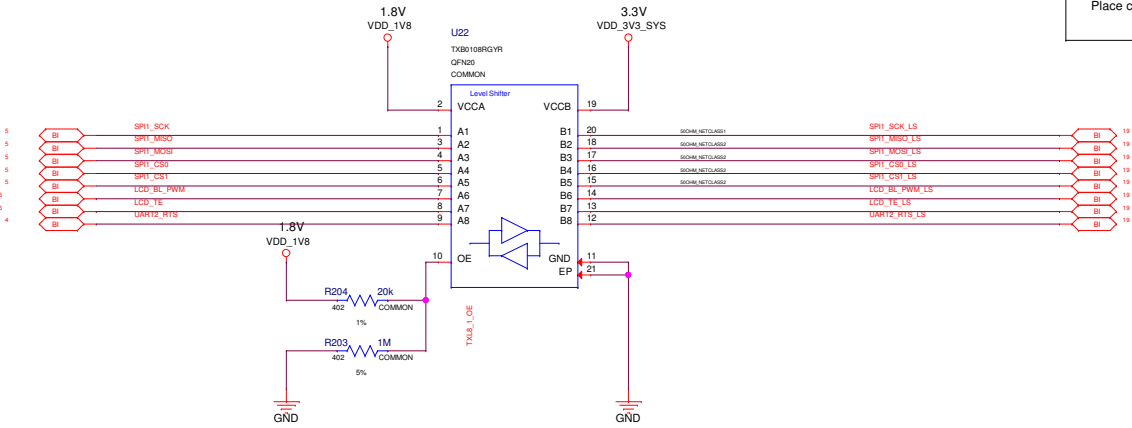 Place c
1.8V
VDD_1V8
3.3V
VDD_3V3_SYS
U22
TXB0108RGYR
QFN20
COMMON
Level Shifter
2 VCCA VCCB 19
5 BI SPI1_SCK 1 A1 B1 20 50OHM_NETCLASS1 SPI1_SCK_LS BI 19
5 BI SPI1_MISO 3 A2 B2 18 50OHM_NETCLASS2 SPI1_MISO_LS BI 19
5 BI SPI1_MOSI 4 A3 B3 17 50OHM_NETCLASS2 SPI1_MOSI_LS BI 19
5 BI SPI1_CS0 5 A4 B4 16 50OHM_NETCLASS2 SPI1_CS0_LS BI 19
5 BI SPI1_CS1 6 A5 B5 15 50OHM_NETCLASS2 SPI1_CS1_LS BI 19
BI LCD_BL_PWM 7 A6 B6 14 LCD_BL_PWM_LS BI 19
BI LCD_TE 8 A7 B7 13 LCD_TE_LS BI 19
4 BI UART2_RTS 9 A8 B8 12 UART2_RTS_LS BI 19
1.8V
VDD_1V8
10 OE GND 11
EP 21
R204 20k
402 COMMON
1%
TXL8_1_OE
R203 1M
402 COMMON
5%
GND
GND